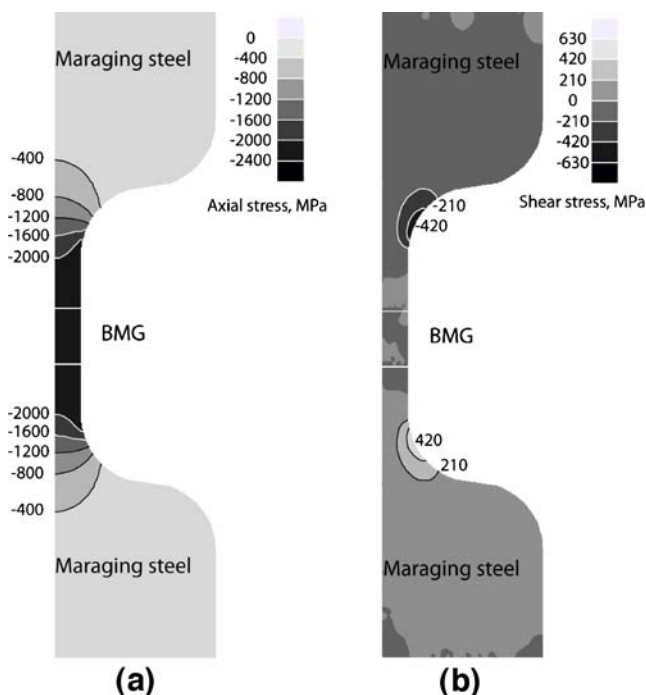 Maraging steel
0
-400
-800
-1200
-1600
-2000
-2400
Axial stress, MPa
-400
-800
-1200
-1600
-2000
BMG
-2000
-1600
-1200
-800
-400
Maraging steel
(a)
Maraging steel
630
420
210
0
-210
-420
-630
Shear stress, MPa
-210
-420
BMG
420
210
Maraging steel
(b)